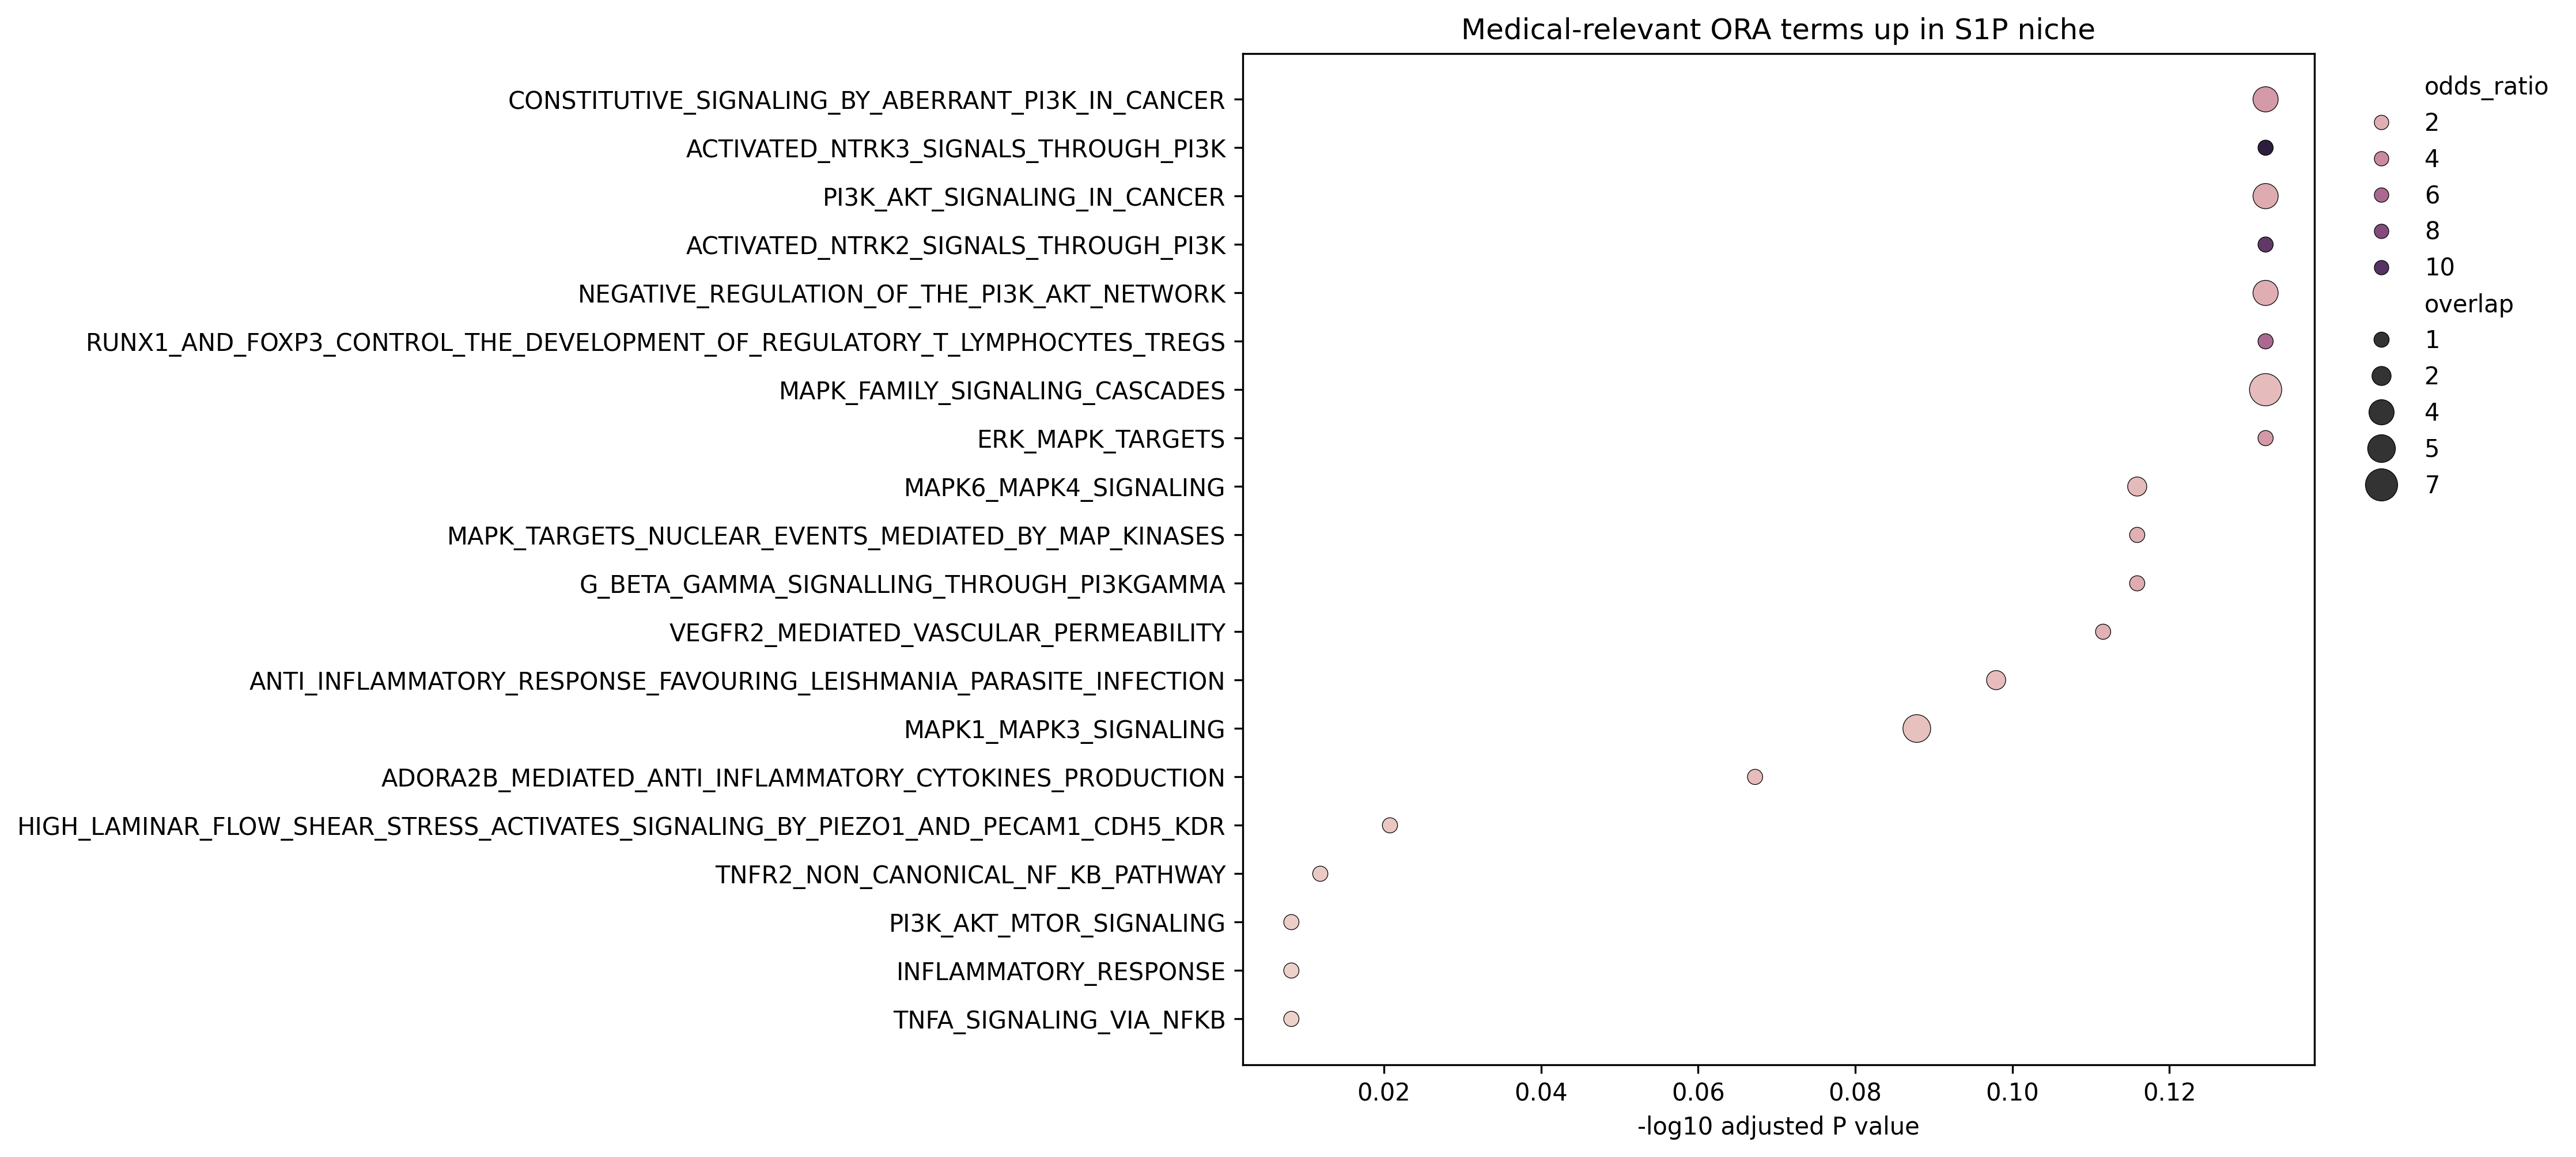 Medical-relevant ORA terms up in S1P niche
CONSTITUTIVE_SIGNALING_BY_ABERRANT_PI3K_IN_CANCER
ACTIVATED_NTRK3_SIGNALS_THROUGH_PI3K
PI3K_AKT_SIGNALING_IN_CANCER
ACTIVATED_NTRK2_SIGNALS_THROUGH_PI3K
NEGATIVE_REGULATION_OF_THE_PI3K_AKT_NETWORK
RUNX1_AND_FOXP3_CONTROL_THE_DEVELOPMENT_OF_REGULATORY_T_LYMPHOCYTES_TREGS
MAPK_FAMILY_SIGNALING_CASCADES
ERK_MAPK_TARGETS
MAPK6_MAPK4_SIGNALING
MAPK_TARGETS_NUCLEAR_EVENTS_MEDIATED_BY_MAP_KINASES
G_BETA_GAMMA_SIGNALLING_THROUGH_PI3KGAMMA
VEGFR2_MEDIATED_VASCULAR_PERMEABILITY
ANTI_INFLAMMATORY_RESPONSE_FAVOURING_LEISHMANIA_PARASITE_INFECTION
MAPK1_MAPK3_SIGNALING
ADORA2B_MEDIATED_ANTI_INFLAMMATORY_CYTOKINES_PRODUCTION
HIGH_LAMINAR_FLOW_SHEAR_STRESS_ACTIVATES_SIGNALING_BY_PIEZO1_AND_PECAM1_CDH5_KDR
TNFR2_NON_CANONICAL_NF_KB_PATHWAY
PI3K_AKT_MTOR_SIGNALING
INFLAMMATORY_RESPONSE
TNFA_SIGNALING_VIA_NFKB
0.02 0.04 0.06 0.08 0.10 0.12
-log10 adjusted P value
odds_ratio
2
4
6
8
10
overlap
1
2
4
5
7